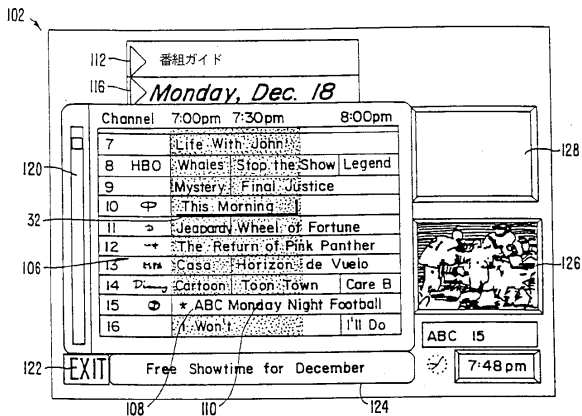 102
112
番組ガイド
116
Monday, Dec. 18
Channel 7:00pm 7:30pm 8:00pm
7 Life With John
8 HBO Whales Stop the Show Legend
9 Mystery Final Justice
10 This Morning
11 Jeopardy Wheel of Fortune
12 The Return of Pink Panther
13 Casa Horizon de Vuelo
14 Disney Cartoon Toon Town Care B
15 * ABC Monday Night Football
16 I Won't I'll Do
120
32
106
128
126
ABC 15
122
EXIT
Free Showtime for December
7:48pm
108
110
124